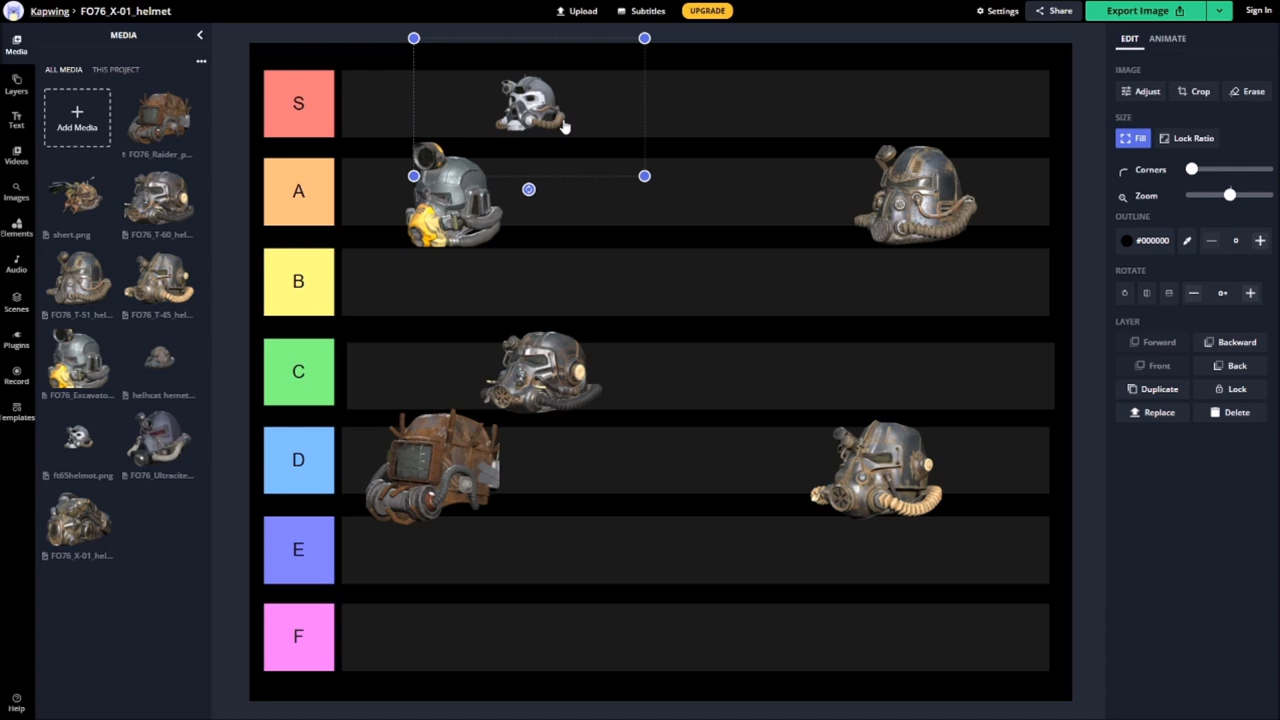 Kapwing › FO76_X-01_helmet
Upload
Subtitles
UPGRADE
Settings
Share
Export Image
Sign In
Media
Layers
Text
Videos
Images
Elements
Audio
Scenes
Plugins
Record
Templates
Help
MEDIA
ALL MEDIA THIS PROJECT
Add Media
FO76_Raider_p...
shert.png
FO76_T-60_hel...
FO76_T-51_hel...
FO76_T-45_hel...
FO76_Excavato...
helhcat hemet...
ft65helmot.png
FO76_Ultracite...
FO76_X-01_hel...
S
A
B
C
D
E
F
EDIT ANIMATE
IMAGE
Adjust Crop Erase
SIZE
Fill Lock Ratio
Corners
Zoom
OUTLINE
#000000
ROTATE
LAYER
Forward Backward
Front Back
Duplicate Lock
Replace Delete